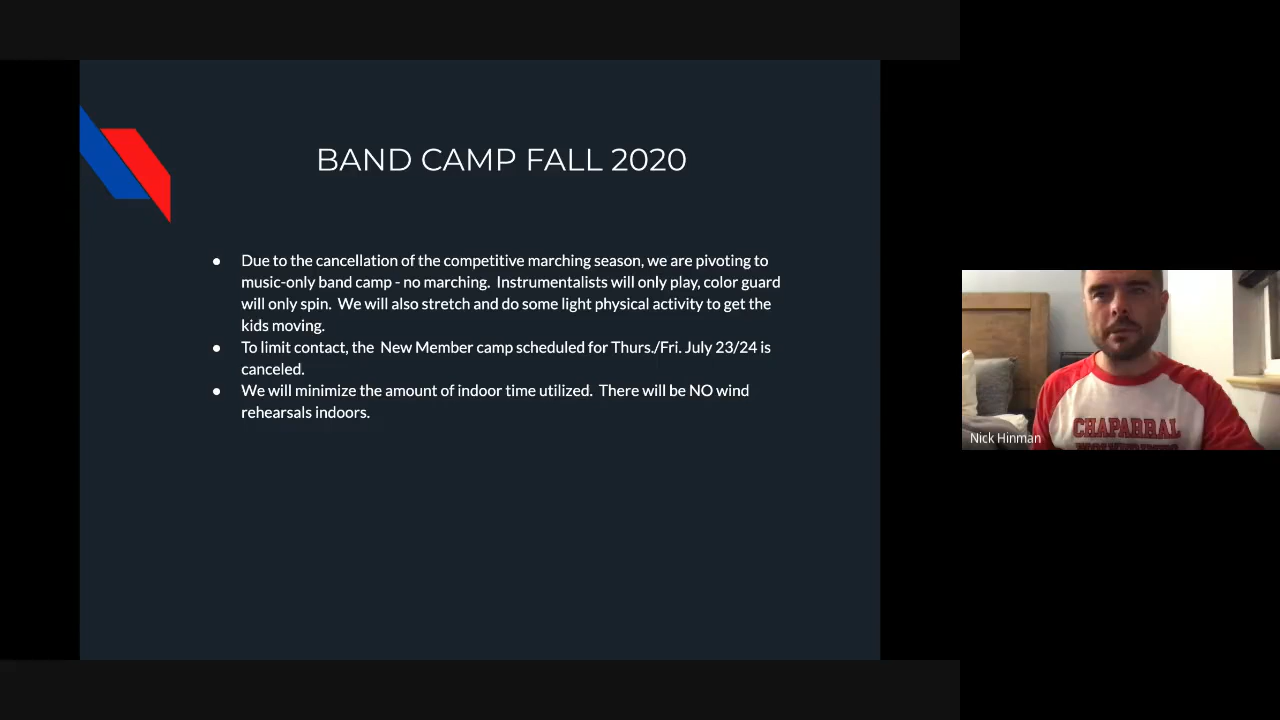 BAND CAMP FALL 2020
● Due to the cancellation of the competitive marching season, we are pivoting to
music-only band camp - no marching.  Instrumentalists will only play, color guard
will only spin.  We will also stretch and do some light physical activity to get the
kids moving.
● To limit contact, the  New Member camp scheduled for Thurs./Fri. July 23/24 is
canceled.
● We will minimize the amount of indoor time utilized.  There will be NO wind
rehearsals indoors.
CHAPARRAL
Nick Hinman